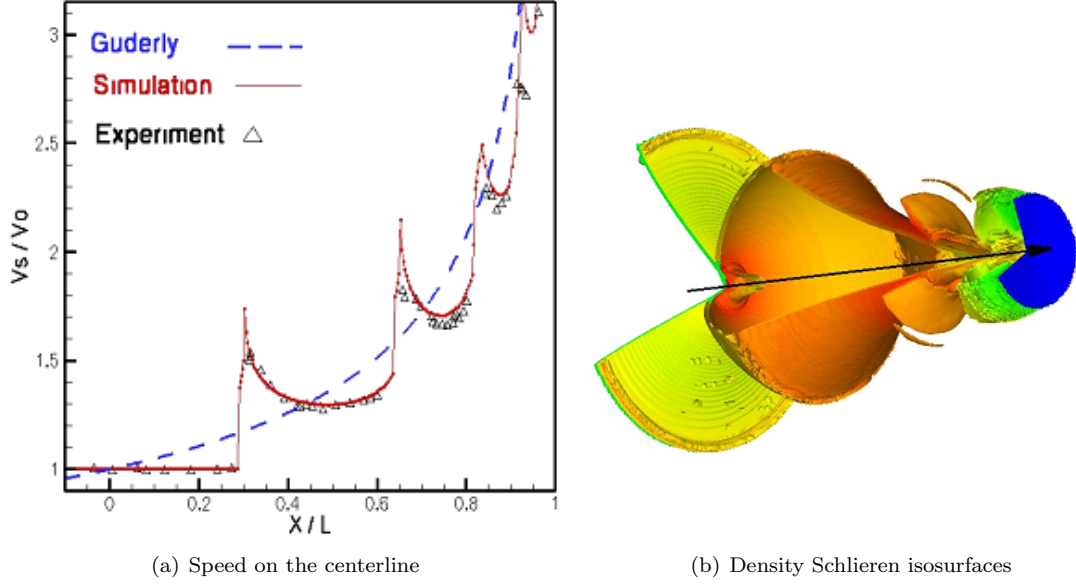 Guderly
Simulation
Experiment
Vs / Vo
3
2.5
2
1.5
1
0 0.2 0.4 0.6 0.8 1
X / L
(a) Speed on the centerline
(b) Density Schlieren isosurfaces